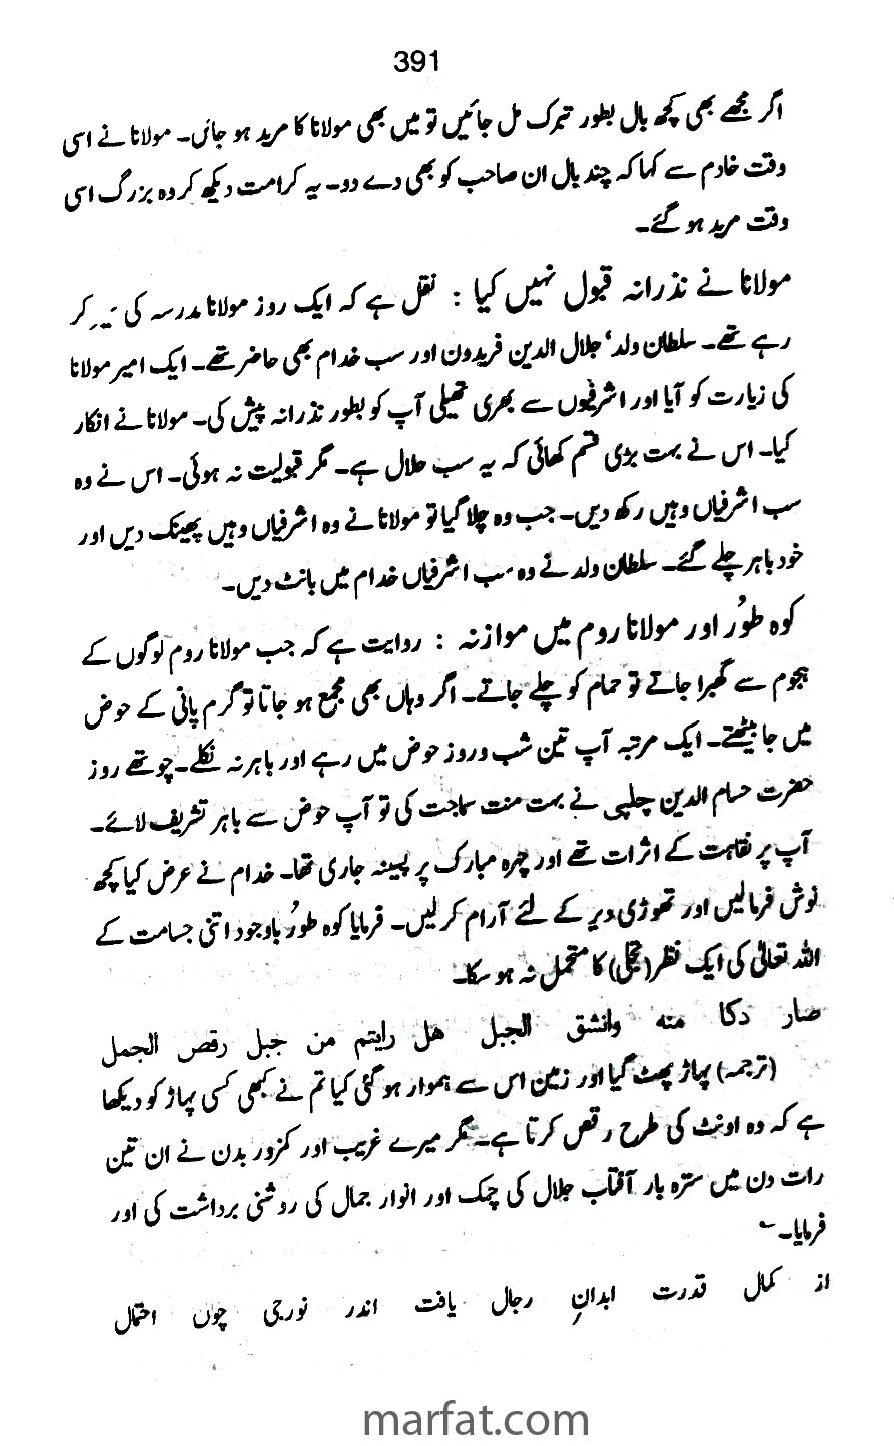 391
اگر مجھے بھی کچھ بال بطور تبرک مل جائیں تو میں بھی مولانا کا مرید ہو جاں۔ مولانا نے اسی
وقت خادم سے کہا کہ چند بال ان صاحب کو بھی دے دو۔ یہ کرامت دیکھ کر وہ بزرگ اسی
وقت مرید ہو گئے۔
مولانا نے نذرانہ قبول نہیں کیا : نقل ہے کہ ایک روز مولانا مدرسہ کی کر
رہے تھے۔ سلطان ولد، جلال الدین فریدون اور سب خدام بھی حاضر تھے۔ ایک امیر مولانا
کی زیارت کو آیا اور اشرفیوں سے بھری تھیلی آپ کو بطور نذرانہ پیش کی۔ مولانا نے انکار
کیا۔ اس نے بہت بڑی قسم کھائی کہ یہ سب حلال ہے۔ مگر قبولیت نہ ہوئی۔ اس نے وہ
سب اشرفیاں وہیں رکھ دیں۔ جب وہ چلا گیا تو مولانا نے وہ اشرفیاں وہیں پھینک دیں اور
خود باہر چلے گئے۔ سلطان ولد نے وہ سب اشرفیاں خدام میں بانٹ دیں۔
کوہ طُور اور مولانا روم میں موازنہ : روایت ہے کہ جب مولانا روم لوگوں کے
ہجوم سے گھبرا جاتے تو حمام کو چلے جاتے۔ اگر وہاں بھی مجمع ہو جاتا تو گرم پانی کے حوض
میں جا بیٹھتے۔ ایک مرتبہ آپ تین شب و روز حوض میں رہے اور باہر نہ نکلے۔ چوتھے روز
حضرت حسام الدین چلپی نے بہت منت سماجت کی تو آپ حوض سے باہر تشریف لائے۔
آپ پر نقاہت کے اثرات تھے اور چہرہ مبارک پر پسینہ جاری تھا۔ خدام نے عرض کیا کچھ
نوش فرمالیں اور تھوڑی دیر کے لئے آرام کر لیں۔ فرمایا کوہ طُور باوجود اتنی جسامت کے
اللہ تعالیٰ کی ایک نظر (تجلی) کا متحمل نہ ہو سکا۔
صار دکا منه وانشق الجبل هل رایتم من جبل رقص الجمل
(ترجمہ) پہاڑ پھٹ گیا اور زمین اس سے ہموار ہو گئی کیا تم نے کبھی کسی پہاڑ کو دیکھا
ہے کہ وہ اونٹ کی طرح رقص کرتا ہے۔ مگر میرے غریب اور کمزور بدن نے ان تین
رات دن میں سترہ بار آفتاب جلال کی چمک اور انوار جمال کی روشنی برداشت کی اور
فرمایا۔
از کمال قدرت ابدانِ رجال یافت اندر نورحی چوں احتمال
marfat.com